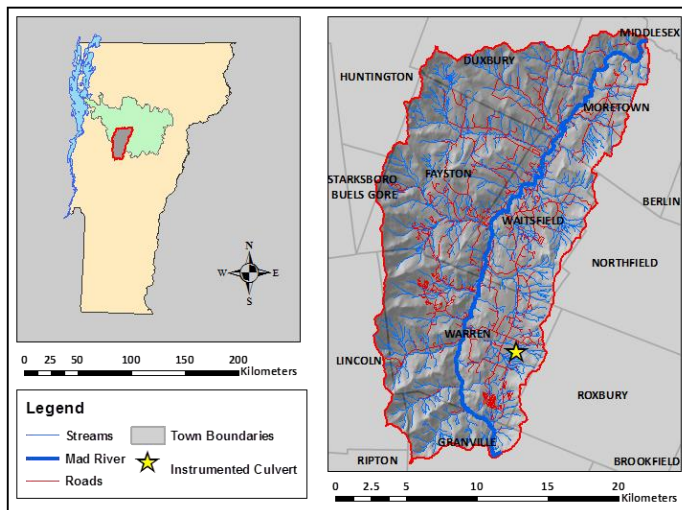 N
W E
S
0 25 50 100 150 200
Kilometers
Legend
Streams
Mad River
Roads
Town Boundaries
Instrumented Culvert
MIDDLESEX
DUXBURY
HUNTINGTON
MORETOWN
FAYSTON
STARKSBORO
BUELS GORE
BERLIN
WAITSFIELD
NORTHFIELD
WARREN
LINCOLN
ROXBURY
GRANVILLE
RIPTON
BROOKFIELD
0 2.5 5 10 15 20
Kilometers